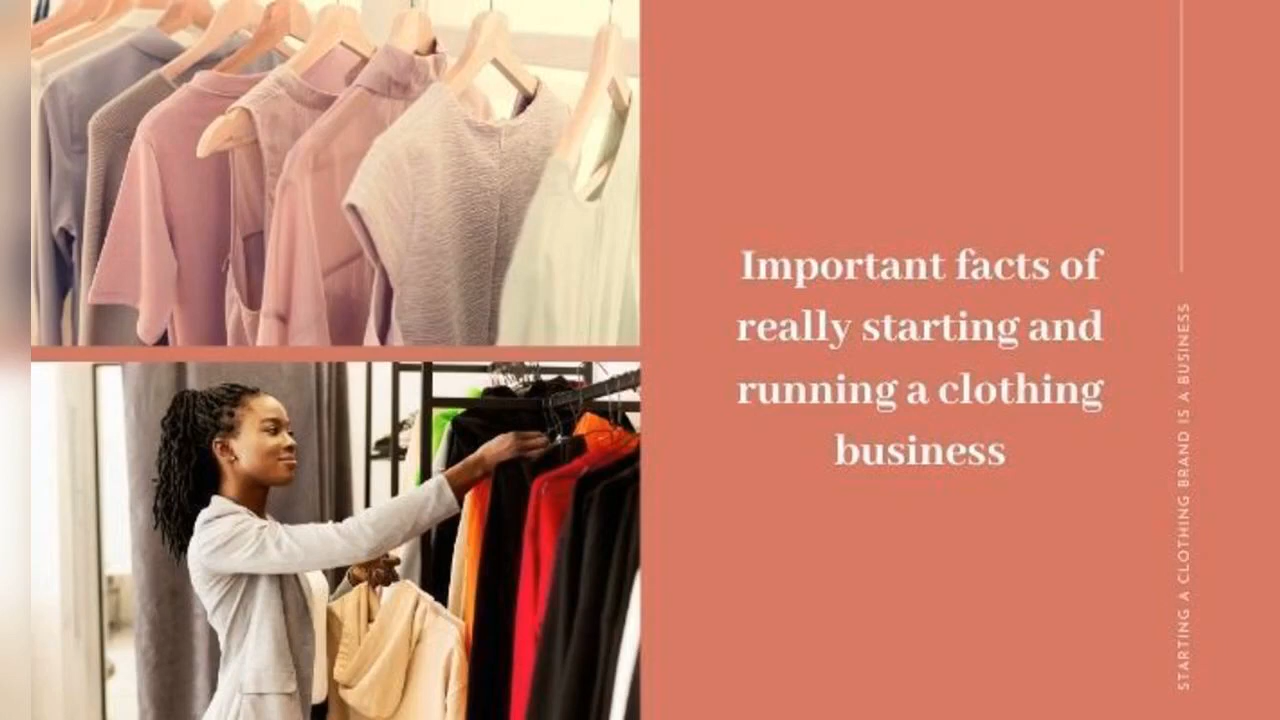 Important facts of
really starting and
running a clothing
business
STARTING A CLOTHING BRAND IS A BUSINESS